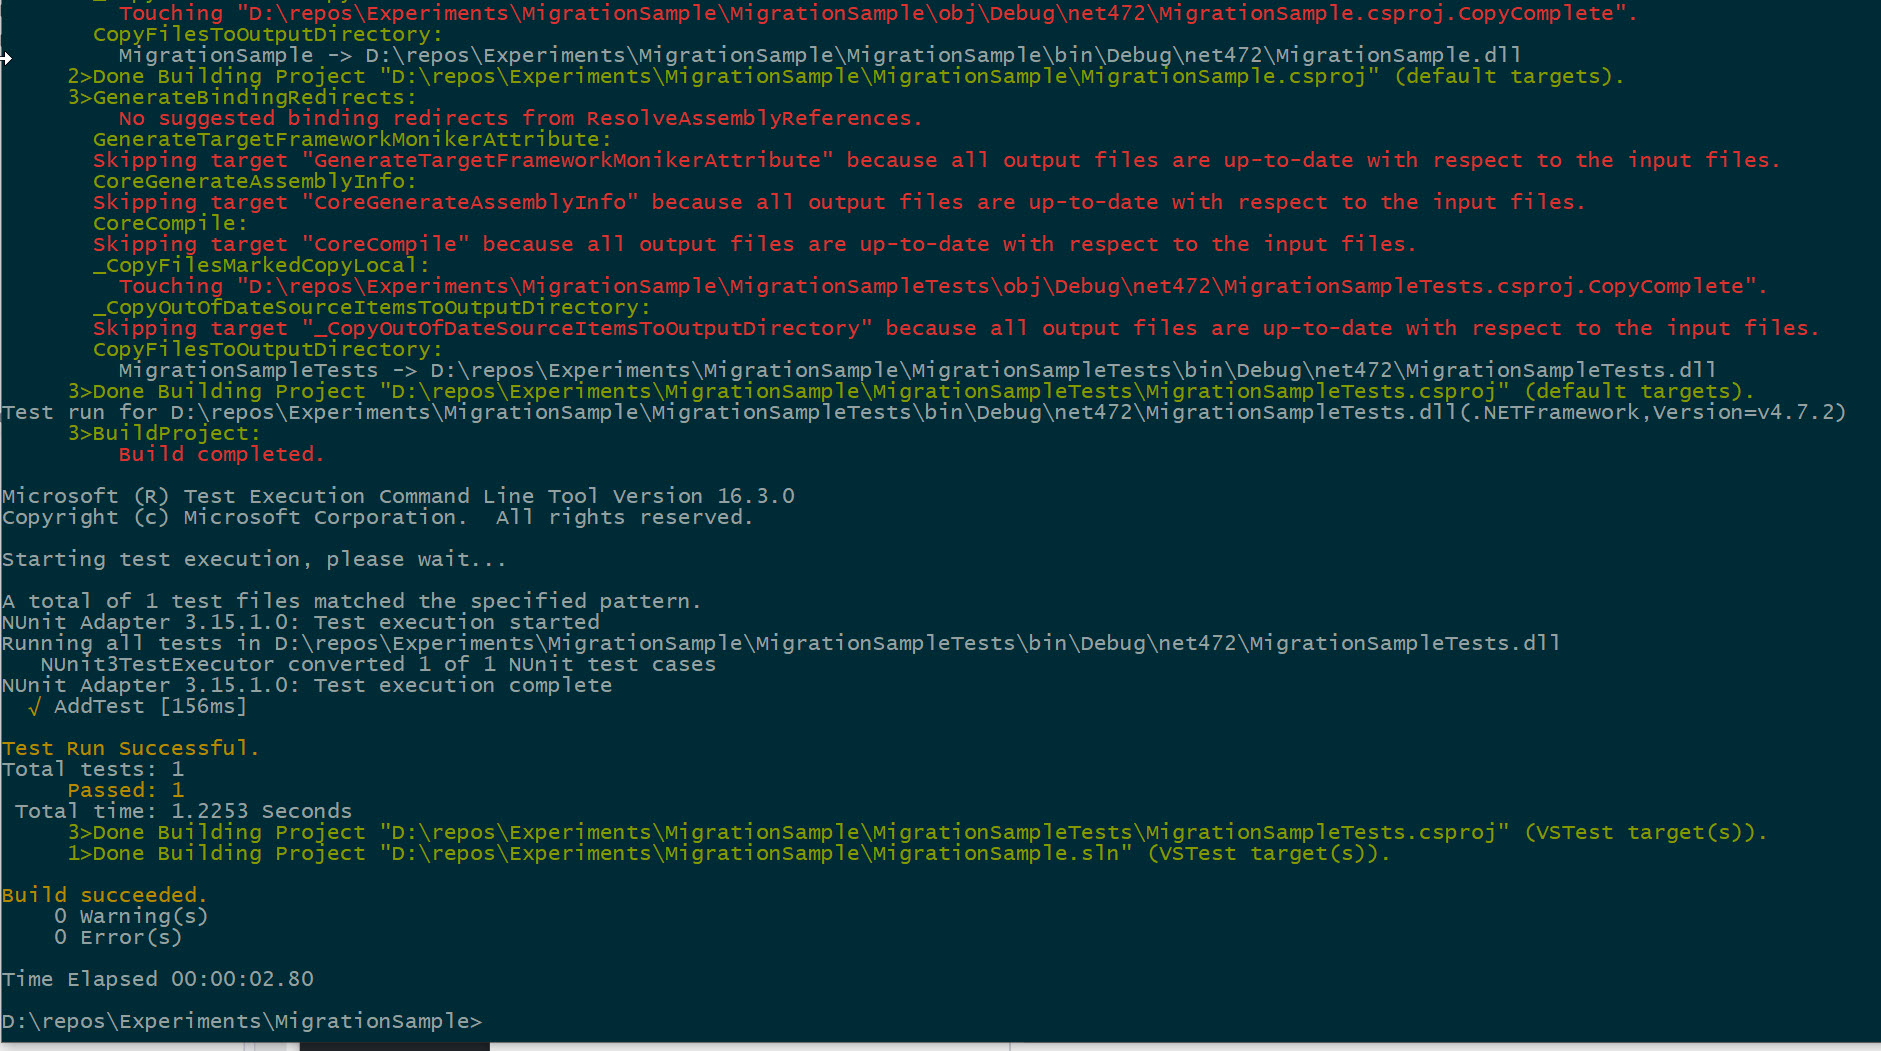 Touching "D:\repos\Experiments\MigrationSample\MigrationSample\obj\Debug\net472\MigrationSample.csproj.CopyComplete".
CopyFilesToOutputDirectory:
MigrationSample -> D:\repos\Experiments\MigrationSample\MigrationSample\bin\Debug\net472\MigrationSample.dll
2>Done Building Project "D:\repos\Experiments\MigrationSample\MigrationSample\MigrationSample.csproj" (default targets).
3>GenerateBindingRedirects:
No suggested binding redirects from ResolveAssemblyReferences.
GenerateTargetFrameworkMonikerAttribute:
Skipping target "GenerateTargetFrameworkMonikerAttribute" because all output files are up-to-date with respect to the input files.
CoreGenerateAssemblyInfo:
Skipping target "CoreGenerateAssemblyInfo" because all output files are up-to-date with respect to the input files.
CoreCompile:
Skipping target "CoreCompile" because all output files are up-to-date with respect to the input files.
_CopyFilesMarkedCopyLocal:
Touching "D:\repos\Experiments\MigrationSample\MigrationSampleTests\obj\Debug\net472\MigrationSampleTests.csproj.CopyComplete".
_CopyOutOfDateSourceItemsToOutputDirectory:
Skipping target "_CopyOutOfDateSourceItemsToOutputDirectory" because all output files are up-to-date with respect to the input files.
CopyFilesToOutputDirectory:
MigrationSampleTests -> D:\repos\Experiments\MigrationSample\MigrationSampleTests\bin\Debug\net472\MigrationSampleTests.dll
3>Done Building Project "D:\repos\Experiments\MigrationSample\MigrationSampleTests\MigrationSampleTests.csproj" (default targets).
Test run for D:\repos\Experiments\MigrationSample\MigrationSampleTests\bin\Debug\net472\MigrationSampleTests.dll(.NETFramework,Version=v4.7.2)
3>BuildProject:
Build completed.
Microsoft (R) Test Execution Command Line Tool Version 16.3.0
Copyright (c) Microsoft Corporation.  All rights reserved.
Starting test execution, please wait...
A total of 1 test files matched the specified pattern.
NUnit Adapter 3.15.1.0: Test execution started
Running all tests in D:\repos\Experiments\MigrationSample\MigrationSampleTests\bin\Debug\net472\MigrationSampleTests.dll
NUnit3TestExecutor converted 1 of 1 NUnit test cases
NUnit Adapter 3.15.1.0: Test execution complete
√ AddTest [156ms]
Test Run Successful.
Total tests: 1
Passed: 1
Total time: 1.2253 Seconds
3>Done Building Project "D:\repos\Experiments\MigrationSample\MigrationSampleTests\MigrationSampleTests.csproj" (VSTest target(s)).
1>Done Building Project "D:\repos\Experiments\MigrationSample\MigrationSample.sln" (VSTest target(s)).
Build succeeded.
0 Warning(s)
0 Error(s)
Time Elapsed 00:00:02.80
D:\repos\Experiments\MigrationSample>